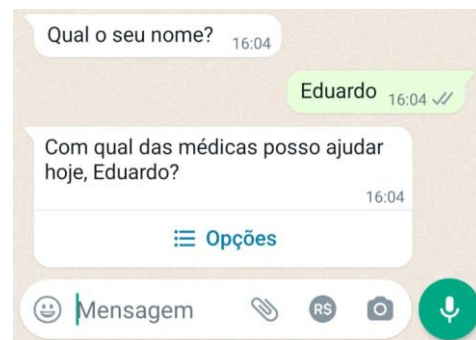 Qual o seu nome? 16:04
Eduardo 16:04
Com qual das médicas posso ajudar
hoje, Eduardo?
16:04
Opções
Mensagem R$